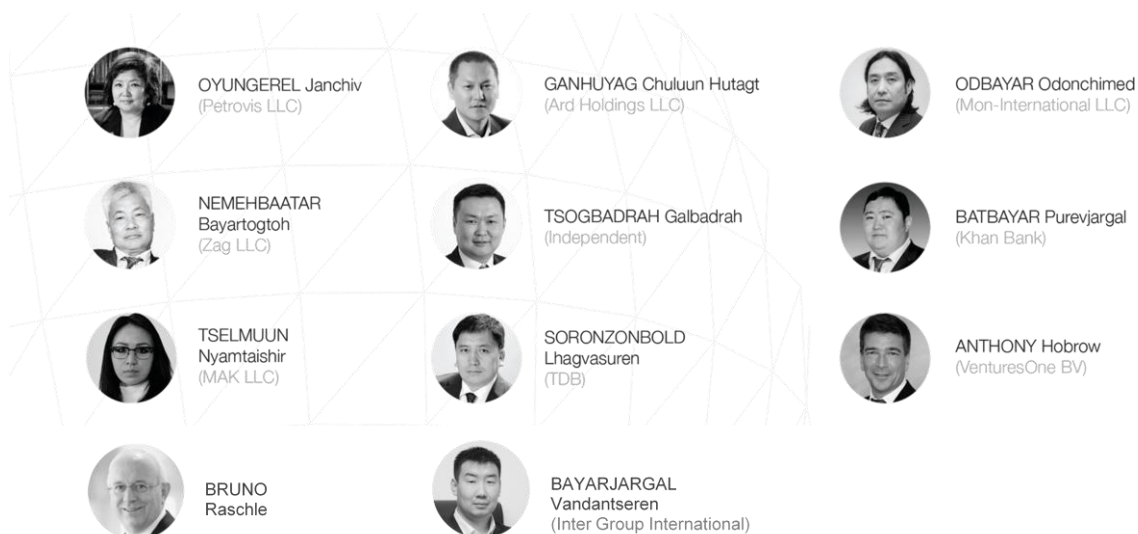 OYUNGEREL Janchiv
(Petrovis LLC)
GANHUYAG Chuluun Hutagt
(Ard Holdings LLC)
ODBAYAR Odonchimed
(Mon-International LLC)
NEMEHBAATAR
Bayartogtoh
(Zag LLC)
TSOGBADRAH Galbadrah
(Independent)
BATBAYAR Purevjargal
(Khan Bank)
TSELMUUN
Nyamtaishir
(MAK LLC)
SORONZONBOLD
Lhagvasuren
(TDB)
ANTHONY Hobrow
(VenturesOne BV)
BRUNO
Raschle
BAYARJARGAL
Vandantseren
(Inter Group International)